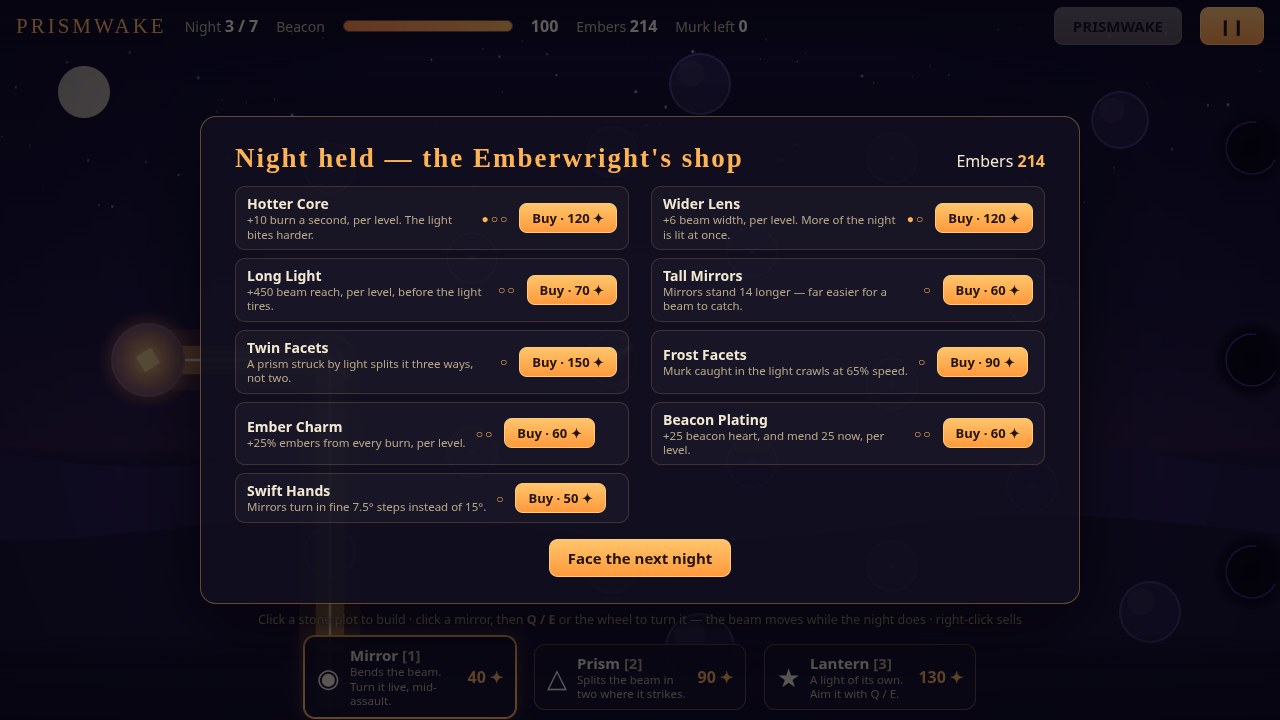 PRISMWAKE Night 3 / 7 Beacon 100 Embers 214 Murk left 0 PRISMWAKE ❙❙
Night held — the Emberwright's shop Embers 214
Hotter Core
+10 burn a second, per level. The light
bites harder.
●○○ Buy · 120 ✦
Wider Lens
+6 beam width, per level. More of the night
is lit at once.
●○ Buy · 120 ✦
Long Light
+450 beam reach, per level, before the light
tires.
○○ Buy · 70 ✦
Tall Mirrors
Mirrors stand 14 longer — far easier for a
beam to catch.
○ Buy · 60 ✦
Twin Facets
A prism struck by light splits it three ways,
not two.
○ Buy · 150 ✦
Frost Facets
Murk caught in the light crawls at 65% speed.
○ Buy · 90 ✦
Ember Charm
+25% embers from every burn, per level.
○○ Buy · 60 ✦
Beacon Plating
+25 beacon heart, and mend 25 now, per
level.
○○ Buy · 60 ✦
Swift Hands
Mirrors turn in fine 7.5° steps instead of 15°.
○ Buy · 50 ✦
Face the next night
Click a stone plot to build · click a mirror, then Q / E or the wheel to turn it — the beam moves while the night does · right-click sells
Mirror [1]
Bends the beam.
Turn it live, mid-
assault.
40 ✦
Prism [2]
Splits the beam in
two where it strikes.
90 ✦
Lantern [3]
A light of its own.
Aim it with Q / E.
130 ✦